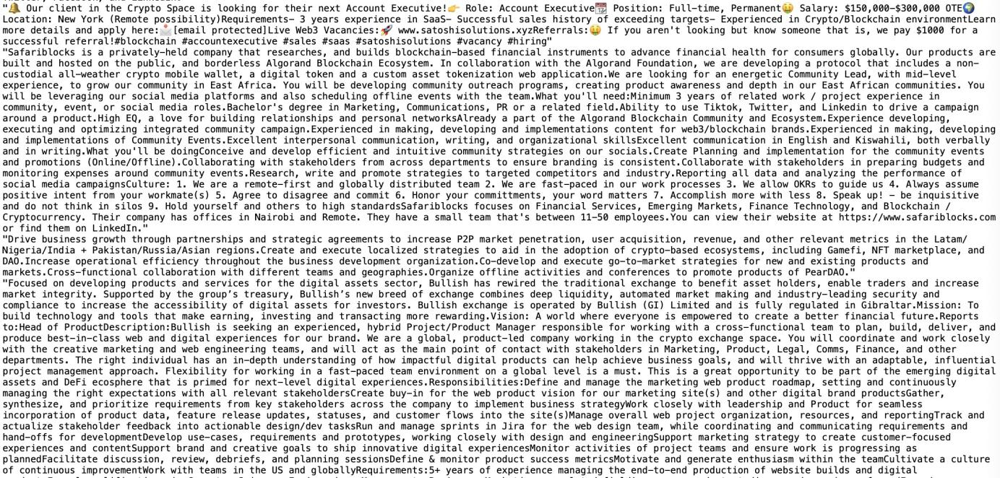 "🔔 Our client in the Crypto Space is looking for their next Account Executive!👉 Role: Account Executive📆 Position: Full-time, Permanent🤑 Salary: $150,000-$300,000 OTE🌍
Location: New York (Remote possibility)Requirements- 3 years experience in SaaS- Successful sales history of exceeding targets- Experienced in Crypto/Blockchain environmentLearn
more details and apply here:📩[email protected]Live Web3 Vacancies:🚀 www.satoshisolutions.xyzReferrals:🤑 If you aren't looking but know someone that is, we pay $1000 for a
successful referral!#blockchain #accountexecutive #sales #saas #satoshisolutions #vacancy #hiring"
"Safariblocks is a privately-held company that researches, and builds blockchain-based financial instruments to advance financial health for consumers globally. Our products are
built and hosted on the public, and borderless Algorand Blockchain Ecosystem. In collaboration with the Algorand Foundation, we are developing a protocol that includes a non-
custodial all-weather crypto mobile wallet, a digital token and a custom asset tokenization web application.We are looking for an energetic Community Lead, with mid-level
experience, to grow our community in East Africa. You will be developing community outreach programs, creating product awareness and depth in our East African communities. You
will be leveraging our social media platforms and also scheduling offline events with the team.What you'll need:Minimum 3 years of related work / project experience in
community, event, or social media roles.Bachelor's degree in Marketing, Communications, PR or a related field.Ability to use Tiktok, Twitter, and Linkedin to drive a campaign
around a product.High EQ, a love for building relationships and personal networksAlready a part of the Algorand Blockchain Community and Ecosystem.Experience developing,
executing and optimizing integrated community campaign.Experienced in making, developing and implementations content for web3/blockchain brands.Experienced in making, developing
and implementations of Community Events.Excellent interpersonal communication, writing, and organizational skillsExcellent communication in English and Kiswahili, both verbally
and in writing.What you'll be doingConceive and develop efficient and intuitive community strategies on our socials.Create Planning and implementation for the community events
and promotions (Online/Offline).Collaborating with stakeholders from across departments to ensure branding is consistent.Collaborate with stakeholders in preparing budgets and
monitoring expenses around community events.Research, write and promote strategies to targeted competitors and industry.Reporting all data and analyzing the performance of
social media campaignsCulture: 1. We are a remote-first and globally distributed team 2. We are fast-paced in our work processes 3. We allow OKRs to guide us 4. Always assume
positive intent from your workmate(s) 5. Agree to disagree and commit 6. Honor your committments, your word matters 7. Accomplish more with less 8. Speak up! – be inquisitive
and do not think in silos 9. Hold yourself and others to high standardsSafariblocks focuses on Financial Services, Emerging Markets, Finance Technology, and Blockchain /
Cryptocurrency. Their company has offices in Nairobi and Remote. They have a small team that's between 11-50 employees.You can view their website at https://www.safariblocks.com
or find them on LinkedIn."
"Drive business growth through partnerships and strategic agreements to increase P2P market penetration, user acquisition, revenue, and other relevant metrics in the Latam/
Nigeria/India + Pakistan/Russia/Asian regions.Create and execute localized strategies to aid in the adoption of crypto-based ecosystems, including Gamefi, NFT marketplace, and
DAO.Increase operational efficiency throughout the business development organization.Co-develop and execute go-to-market strategies for new and existing products and
markets.Cross-functional collaboration with different teams and geographies.Organize offline activities and conferences to promote products of PearDAO."
"Focused on developing products and services for the digital assets sector, Bullish has rewired the traditional exchange to benefit asset holders, enable traders and increase
market integrity. Supported by the group’s treasury, Bullish’s new breed of exchange combines deep liquidity, automated market making and industry-leading security and
compliance to increase the accessibility of digital assets for investors. Bullish exchange is operated by Bullish (GI) Limited and is fully regulated in Gibraltar.Mission: To
build technology and tools that make earning, investing and transacting more rewarding.Vision: A world where everyone is empowered to create a better financial future.Reports
to:Head of ProductDescription:Bullish is seeking an experienced, hybrid Project/Product Manager responsible for working with a cross-functional team to plan, build, deliver, and
produce best-in-class web and digital experiences for our brand. We are a global, product-led company working in the crypto exchange space. You will coordinate and work closely
with the creative marketing and web engineering teams, and will act as the main point of contact with stakeholders in Marketing, Product, Legal, Comms, Finance, and other
departments. The right individual has an in-depth understanding of how impactful digital products can help achieve business goals, and will thrive with an adaptable, influential
project management approach. Flexibility for working in a fast-paced team environment on a global level is a must. This is a great opportunity to be part of the emerging digital
assets and DeFi ecosphere that is primed for next-level digital experiences.Responsibilities:Define and manage the marketing web product roadmap, setting and continuously
managing the right expectations with all relevant stakeholdersCreate buy-in for the web product vision for our marketing site(s) and other digital brand productsGather,
synthesize, and prioritize requirements from key stakeholders across the company to implement business strategyWork closely with leadership and Product for seamless
incorporation of product data, feature release updates, statuses, and customer flows into the site(s)Manage overall web project organization, resources, and reportingTrack and
actualize stakeholder feedback into actionable design/dev tasksRun and manage sprints in Jira for the web design team, while coordinating and communicating requirements and
hand-offs for developmentDevelop use-cases, requirements and prototypes, working closely with design and engineeringSupport marketing strategy to create customer-focused
experiences and contentSupport brand and creative goals to ship innovative digital experiencesMonitor activities of project teams and ensure work is progressing as
plannedFacilitate discussion, review, debriefs, and planning sessionsDefine & monitor product success metricsMotivate and generate enthusiasm within the teamCultivate a culture
of continuous improvementWork with teams in the US and globallyRequirements:5+ years of experience managing the end-to-end production of website builds and digital